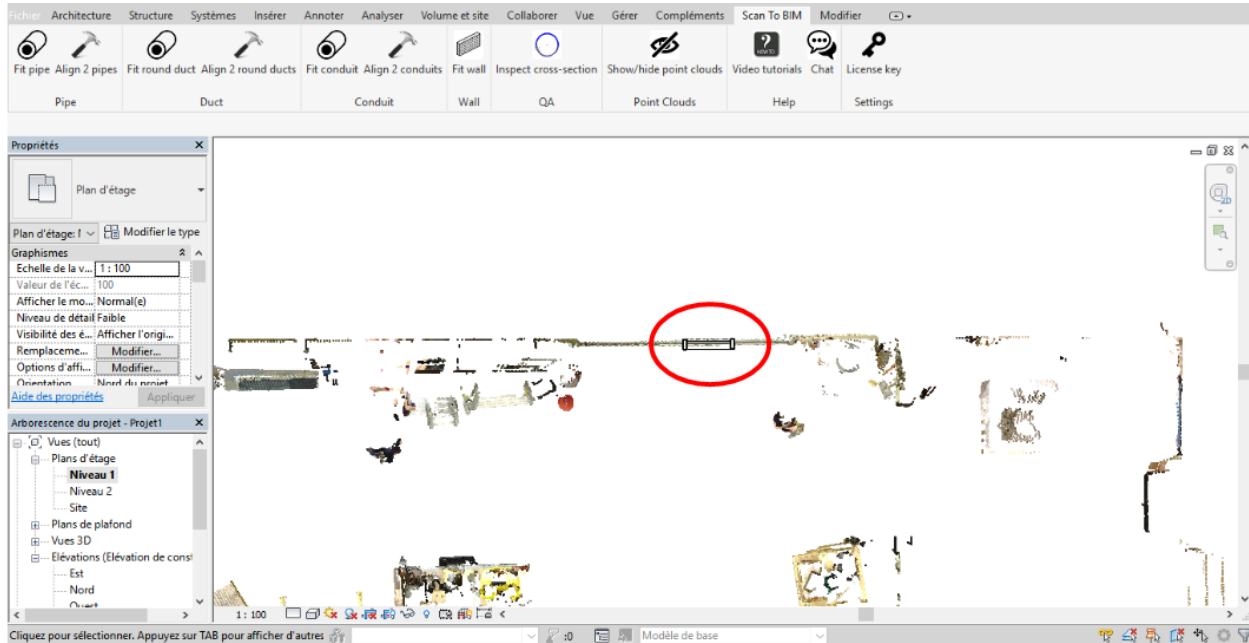 Fichier Architecture Structure Systèmes Insérer Annoter Analyser Volume et site Collaborer Vue Gérer Compléments Scan To BIM Modifier
Fit pipe Align 2 pipes Fit round duct Align 2 round ducts Fit conduit Align 2 conduits Fit wall Inspect cross-section Show/hide point clouds Video tutorials Chat License key
Pipe Duct Conduit Wall QA Point Clouds Help Settings
Propriétés
Plan d'étage
Plan d'étage: Modifier le type
Graphismes
Echelle de la v... 1 : 100
Valeur de l'éc... 100
Afficher le mo... Normal(e)
Niveau de détail Faible
Visibilité des é... Afficher l'origi...
Remplaceme... Modifier...
Options d'affi... Modifier...
Orientation Nord du projet
Aide des propriétés Appliquer
Arborescence du projet - Projet1
Vues (tout)
Plans d'étage
Niveau 1
Niveau 2
Site
Plans de plafond
Vues 3D
Elévations (Elévation de const
Est
Nord
Ouest
1 : 100
Cliquez pour sélectionner. Appuyez sur TAB pour afficher d'autres :0 Modèle de base